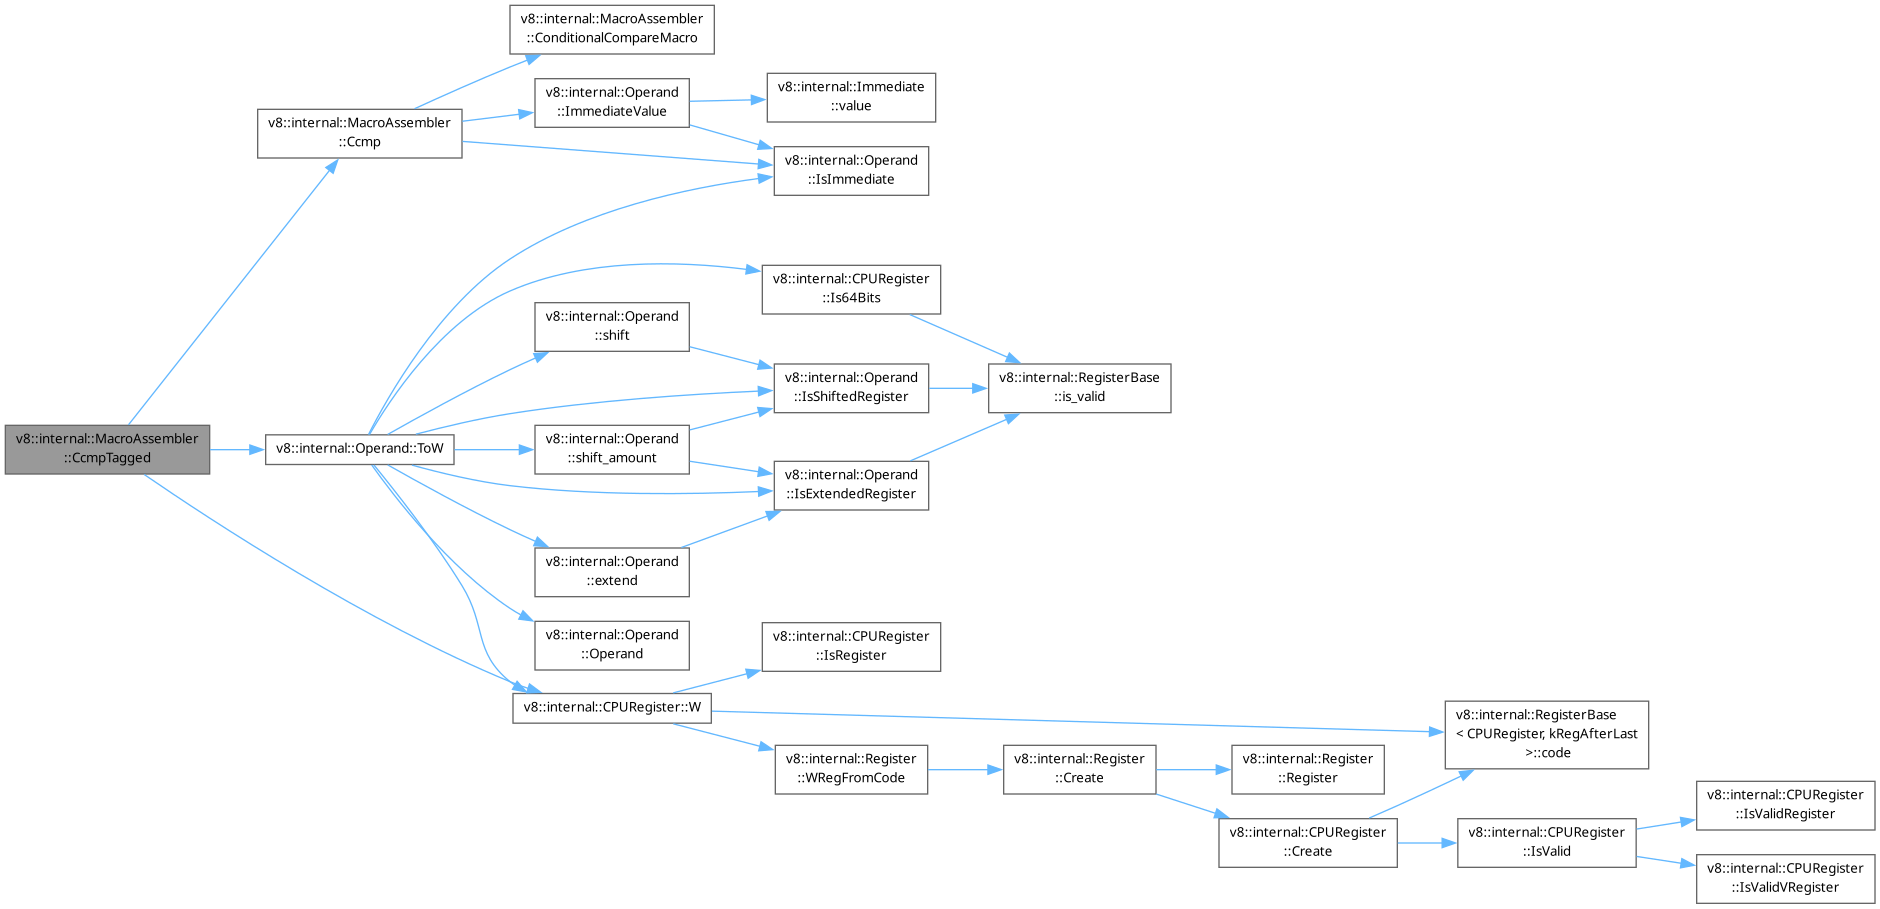 v8::internal::MacroAssembler
::CcmpTagged
v8::internal::MacroAssembler
::Ccmp
v8::internal::MacroAssembler
::ConditionalCompareMacro
v8::internal::Operand
::ImmediateValue
v8::internal::Immediate
::value
v8::internal::Operand
::IsImmediate
v8::internal::Operand::ToW
v8::internal::CPURegister
::Is64Bits
v8::internal::Operand
::shift
v8::internal::Operand
::IsShiftedRegister
v8::internal::RegisterBase
::is_valid
v8::internal::Operand
::shift_amount
v8::internal::Operand
::IsExtendedRegister
v8::internal::Operand
::extend
v8::internal::Operand
::Operand
v8::internal::CPURegister::W
v8::internal::CPURegister
::IsRegister
v8::internal::Register
::WRegFromCode
v8::internal::Register
::Create
v8::internal::Register
::Register
v8::internal::CPURegister
::Create
v8::internal::RegisterBase
< CPURegister, kRegAfterLast
>::code
v8::internal::CPURegister
::IsValid
v8::internal::CPURegister
::IsValidRegister
v8::internal::CPURegister
::IsValidVRegister